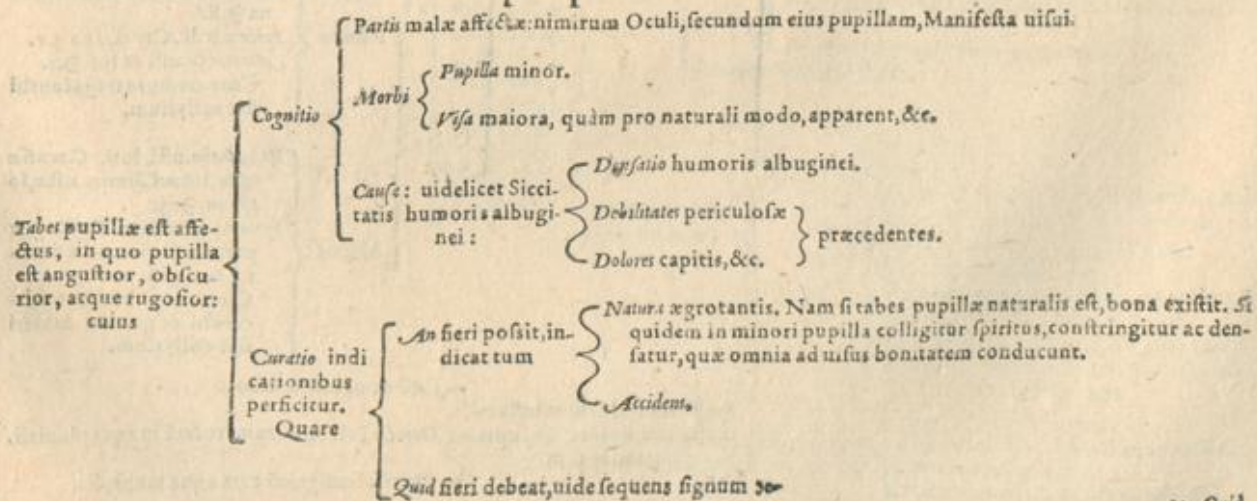 Tabes pupillæ est affe-
ctus, in quo pupilla
est angustior, obscu-
rior, atque rugosior:
cuius
Cognitio
Partis malæ affectæ: nimirum Oculi, secundum eius pupillam, Manifesta uisui.
Morbi
Pupilla minor.
Visa maiora, quàm pro naturali modo, apparent, &c.
Causæ: uidelicet Sicci-
tatis humoris albugi-
nei:
humoris albuginei.
Debilitates periculosæ
Dolores capitis, &c.
præcedentes.
Curatio indi
cationibus
perficitur.
Quare
An fieri possit, in-
dicat tum
Natura ægrotantis. Nam si tabes pupillæ naturalis est, bona existit. Si
quidem in minori pupilla colligitur spiritus, constringitur ac den-
satur, quæ omnia ad uisus bonitatem conducunt.
Accidens.
Quid fieri debeat, uide sequens signum